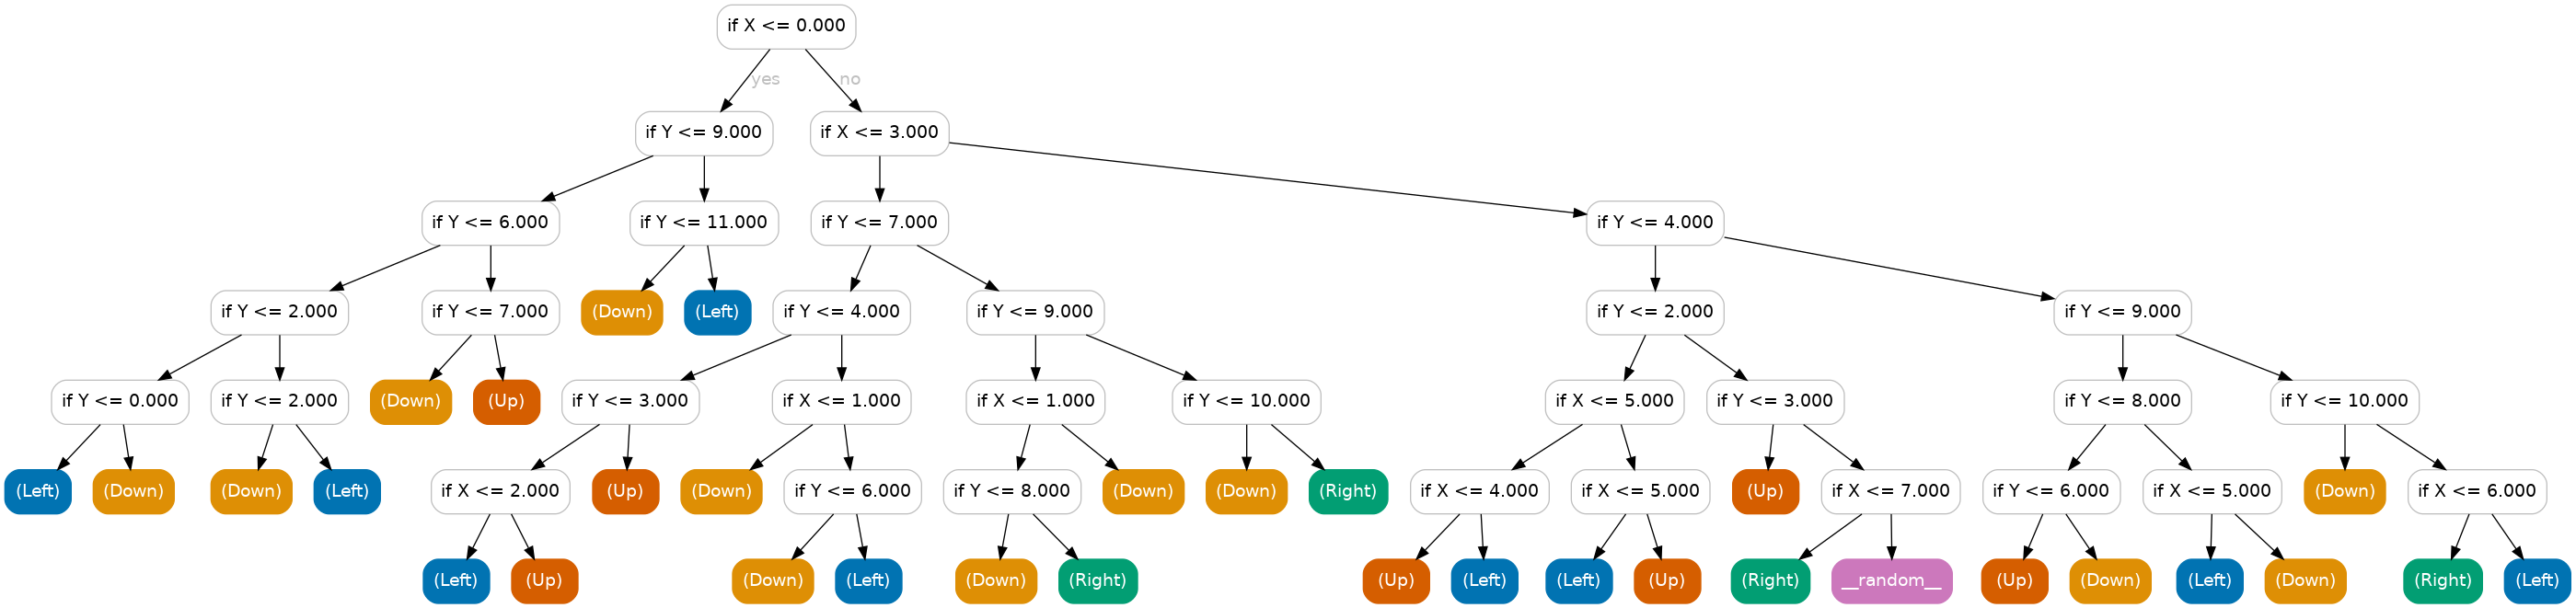 if X <= 0.000
yes
no
if Y <= 9.000
if X <= 3.000
if Y <= 6.000
if Y <= 11.000
if Y <= 7.000
if Y <= 4.000
if Y <= 2.000
if Y <= 7.000
(Down)
(Left)
if Y <= 4.000
if Y <= 9.000
if Y <= 2.000
if Y <= 9.000
if Y <= 0.000
if Y <= 2.000
(Down)
(Up)
if Y <= 3.000
if X <= 1.000
if X <= 1.000
if Y <= 10.000
if X <= 5.000
if Y <= 3.000
if Y <= 8.000
if Y <= 10.000
(Left)
(Down)
(Down)
(Left)
if X <= 2.000
(Up)
(Down)
if Y <= 6.000
if Y <= 8.000
(Down)
(Down)
(Right)
if X <= 4.000
if X <= 5.000
(Up)
if X <= 7.000
if Y <= 6.000
if X <= 5.000
(Down)
if X <= 6.000
(Left)
(Up)
(Down)
(Left)
(Down)
(Right)
(Up)
(Left)
(Left)
(Up)
(Right)
__random__
(Up)
(Down)
(Left)
(Down)
(Right)
(Left)